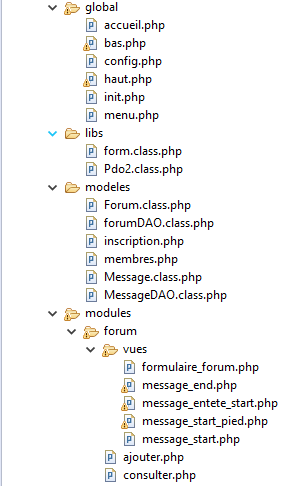 global
accueil.php
bas.php
config.php
haut.php
init.php
menu.php
libs
form.class.php
Pdo2.class.php
modeles
Forum.class.php
forumDAO.class.php
inscription.php
membres.php
Message.class.php
MessageDAO.class.php
modules
forum
vues
formulaire_forum.php
message_end.php
message_entete_start.php
message_start_pied.php
message_start.php
ajouter.php
consulter.php